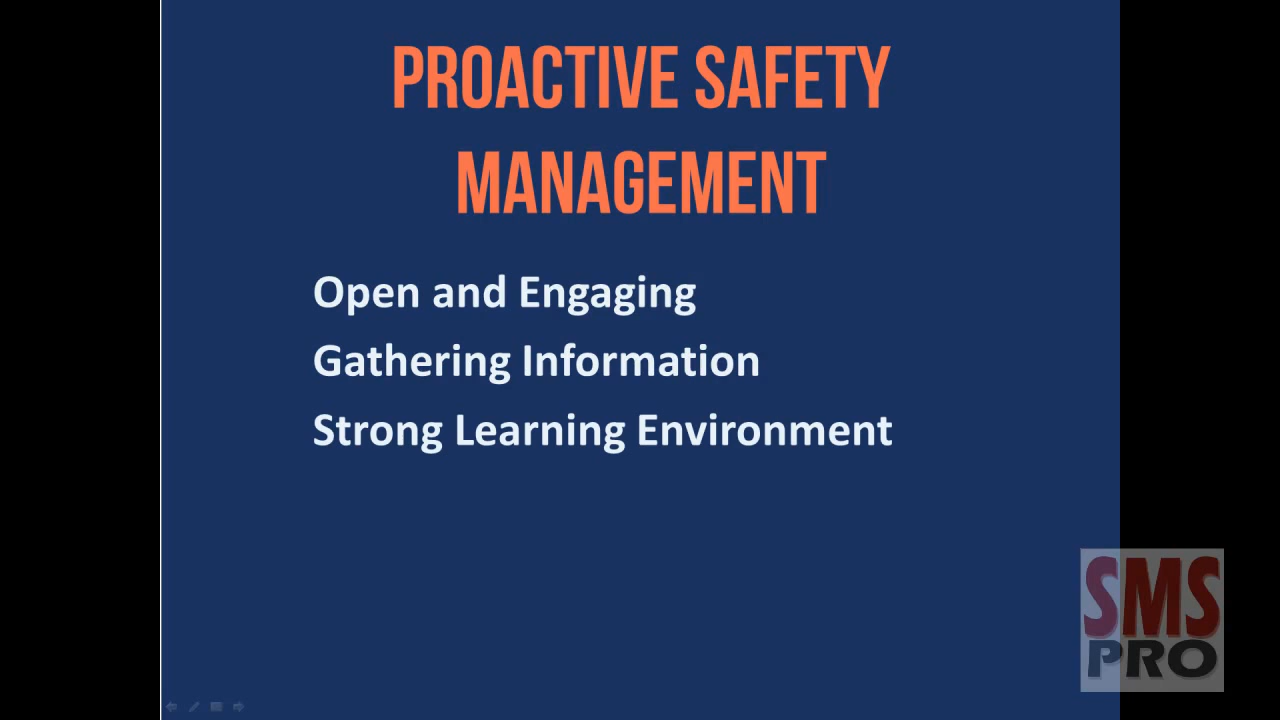 PROACTIVE SAFETY
MANAGEMENT
Open and Engaging
Gathering Information
Strong Learning Environment
SMS
PRO